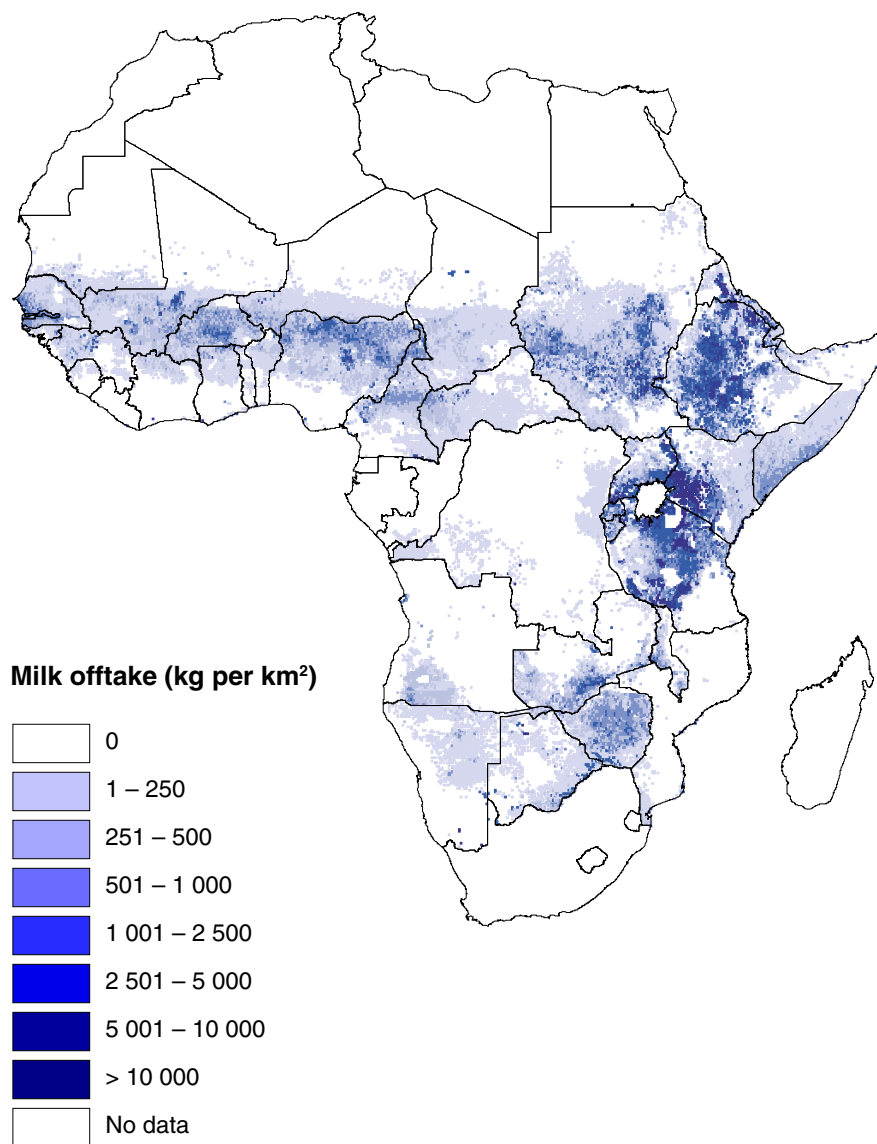 Milk offtake (kg per km²)
0
1 – 250
251 – 500
501 – 1 000
1 001 – 2 500
2 501 – 5 000
5 001 – 10 000
> 10 000
No data